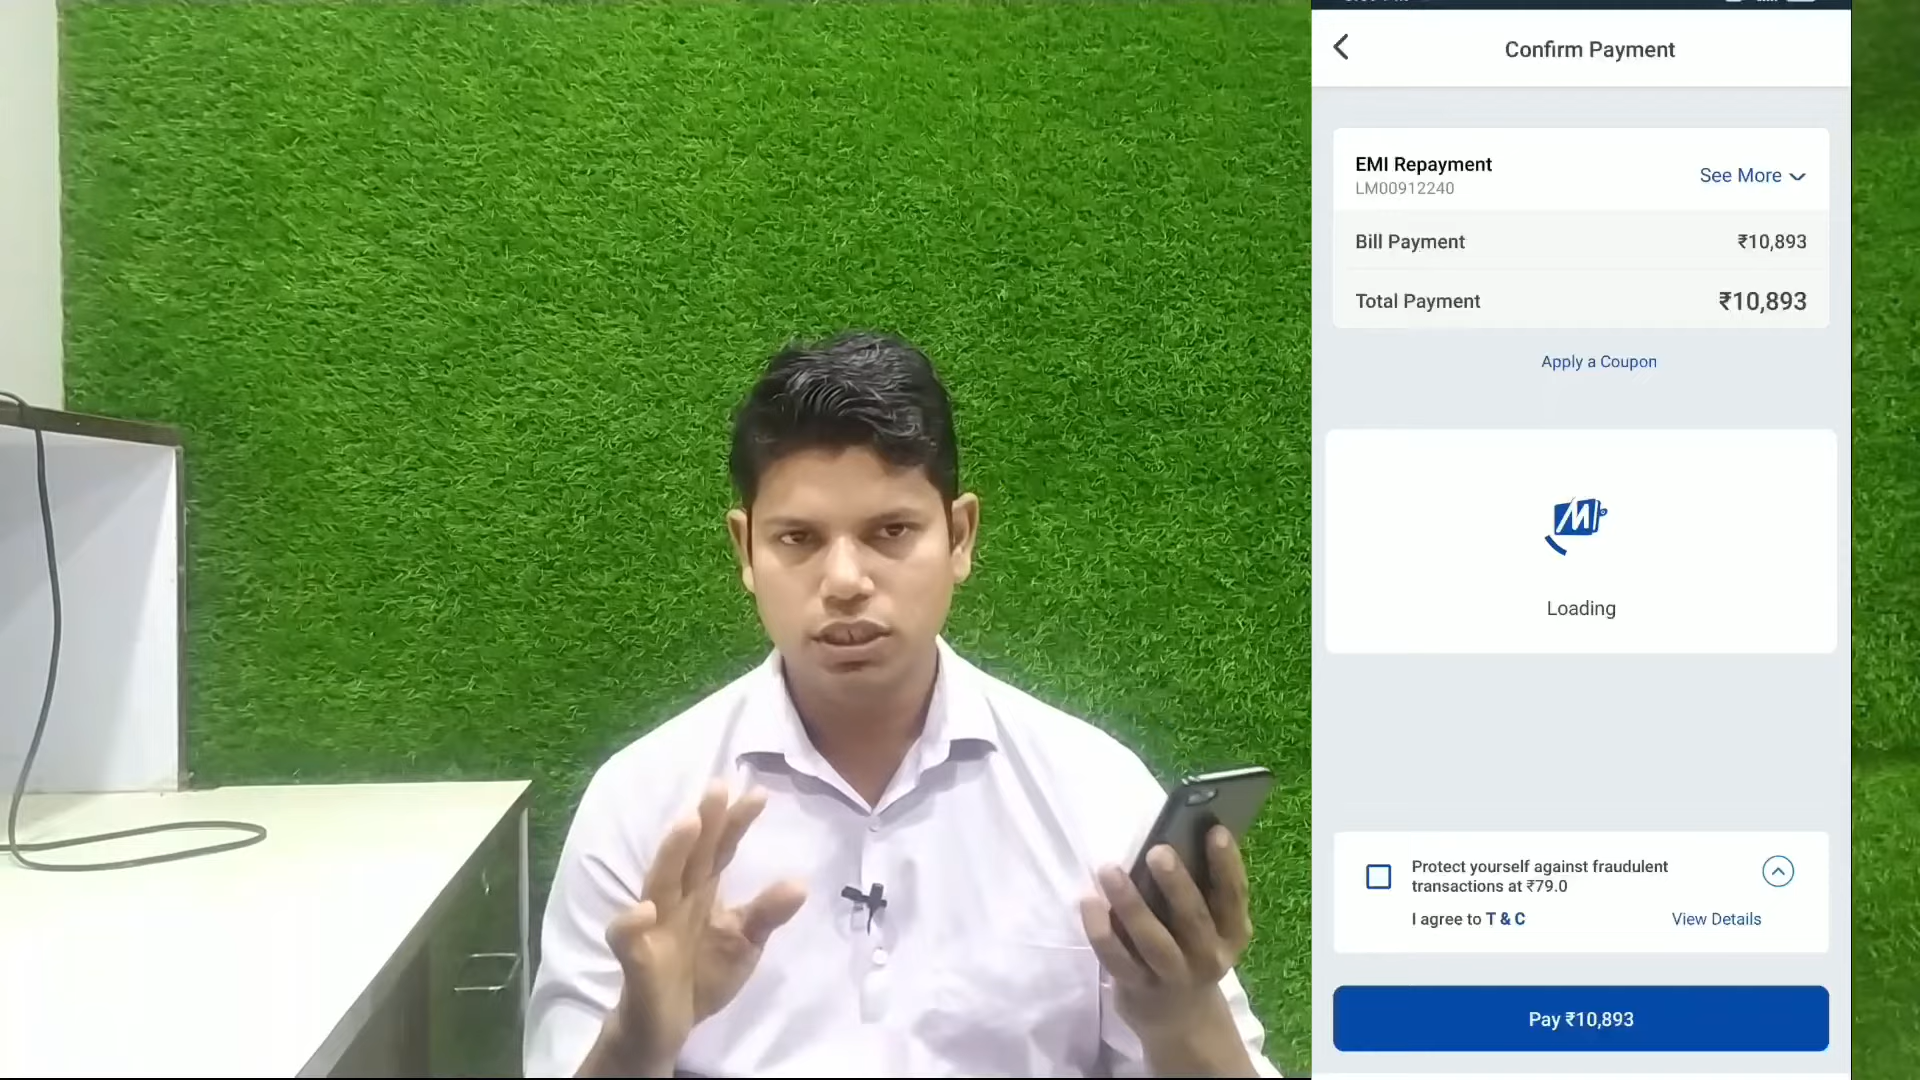 Confirm Payment
EMI Repayment
See More
LM00912240
Bill Payment
₹10,893
Total Payment
₹10,893
Apply a Coupon
M
Loading
Protect yourself against fraudulent
transactions at ₹79.0
I agree to T & C
View Details
Pay ₹10,893